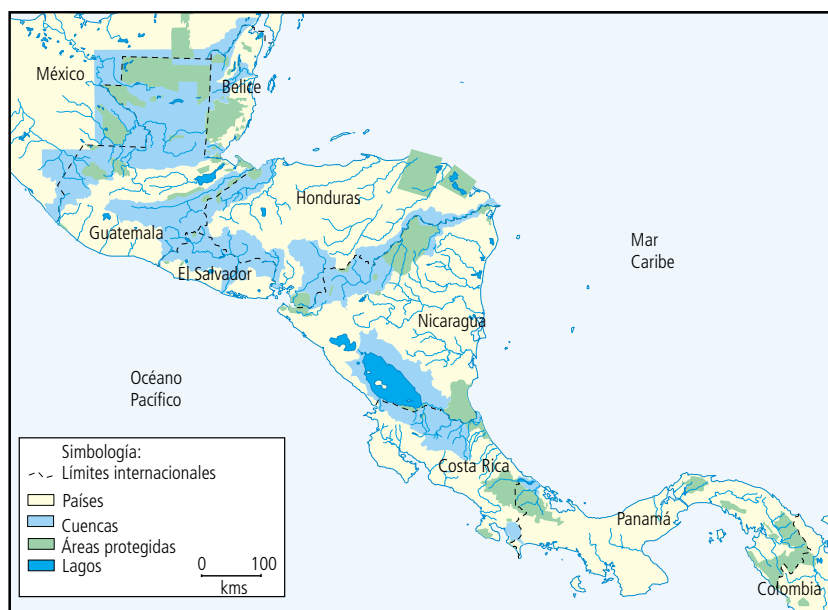 México
Belice
Honduras
Guatemala
El Salvador
Mar
Caribe
Nicaragua
Océano
Pacífico
Costa Rica
Panamá
Colombia
Simbología:
Límites internacionales
Países
Cuencas
Áreas protegidas
Lagos
0 100
kms